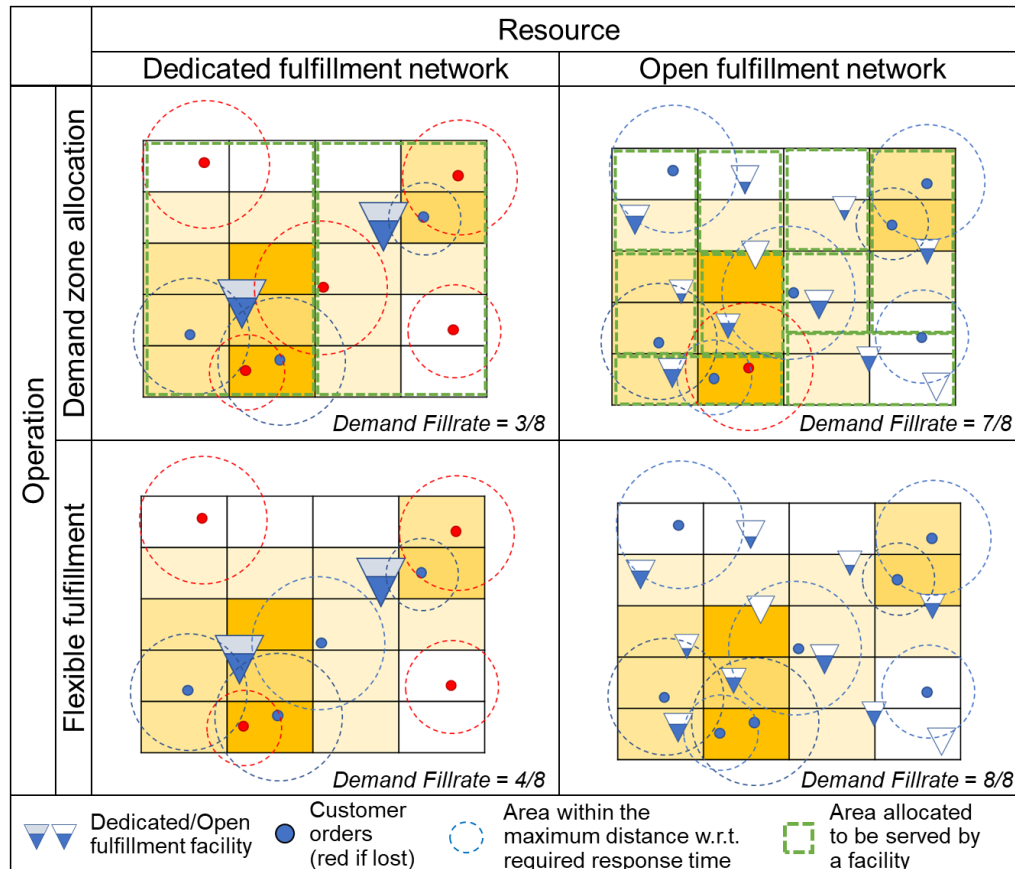 Resource
Dedicated fulfillment network
Open fulfillment network
Operation
Demand zone allocation
Demand Fillrate = 3/8
Demand Fillrate = 7/8
Flexible fulfillment
Demand Fillrate = 4/8
Demand Fillrate = 8/8
Dedicated/Open
fulfillment facility
Customer
orders
(red if lost)
Area within the
maximum distance w.r.t.
required response time
Area allocated
to be served by
a facility